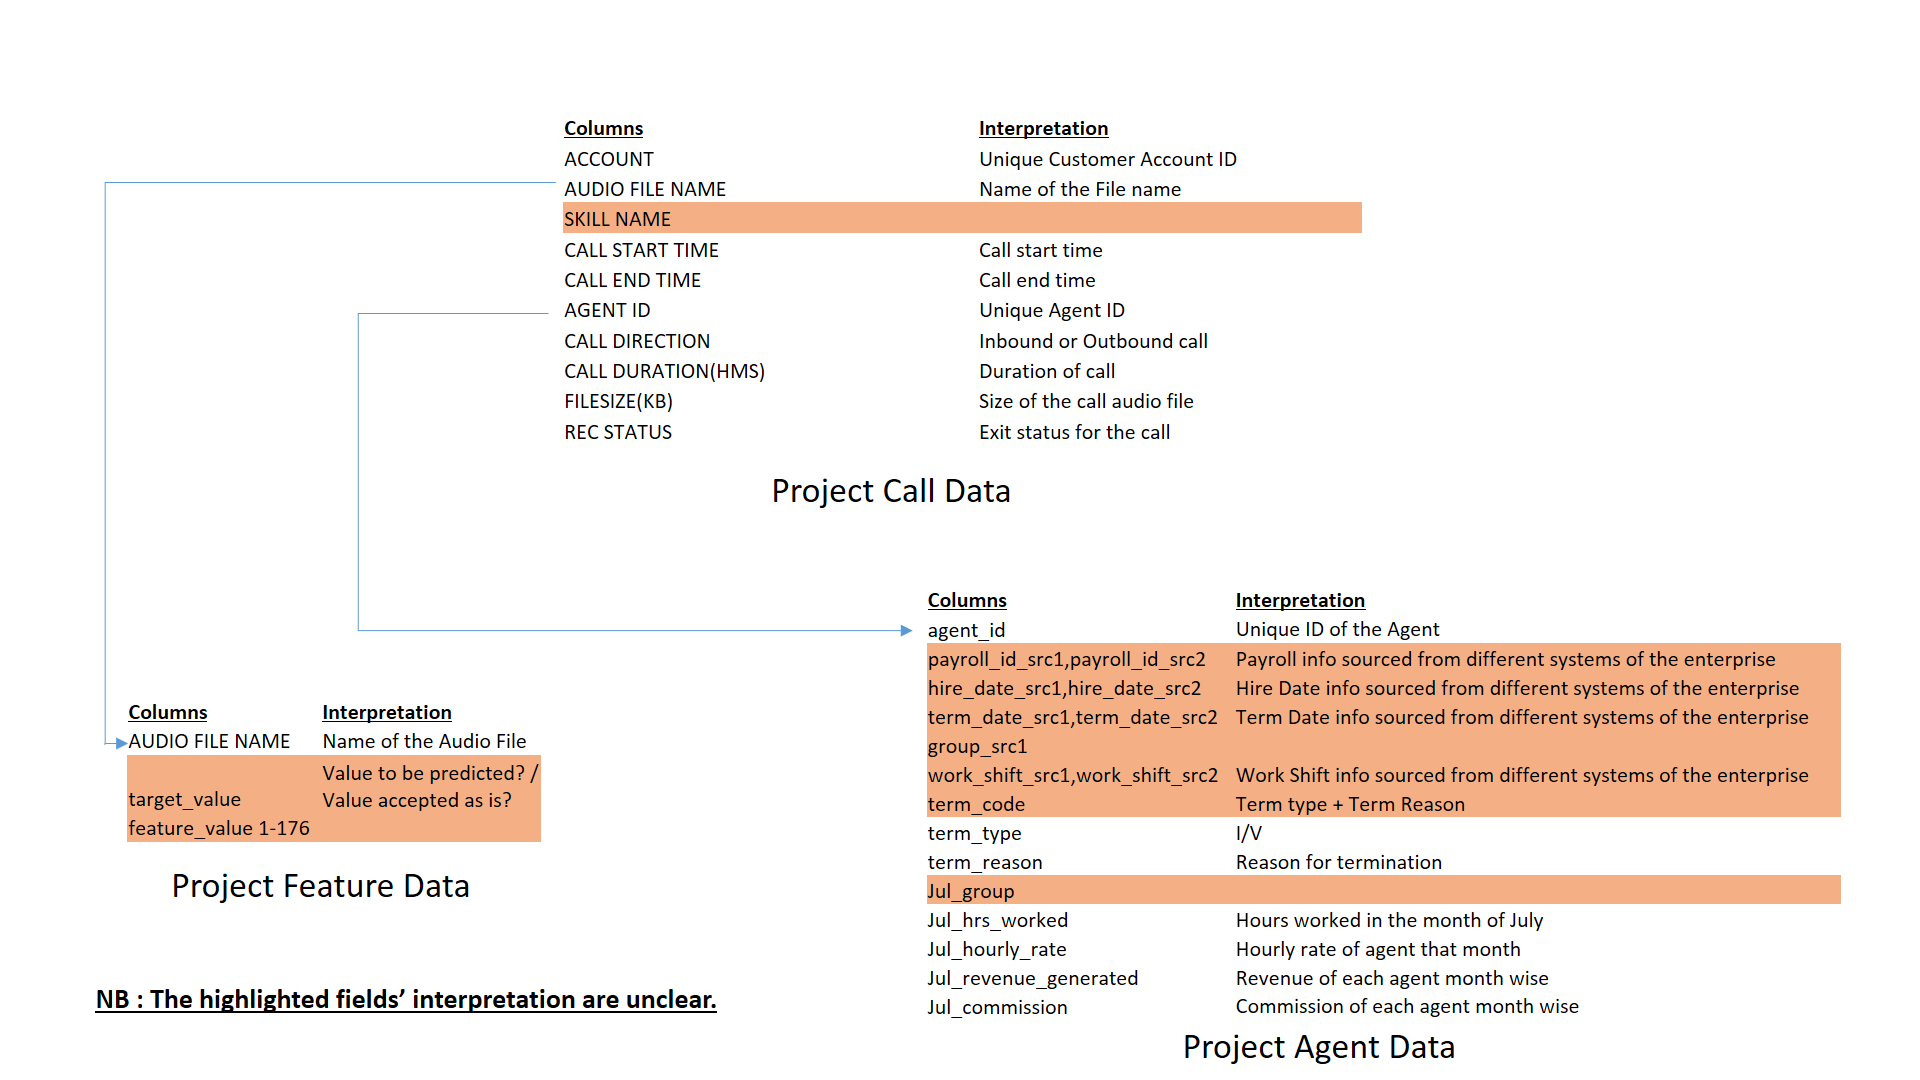 Columns Interpretation
ACCOUNT Unique Customer Account ID
AUDIO FILE NAME Name of the File name
SKILL NAME
CALL START TIME Call start time
CALL END TIME Call end time
AGENT ID Unique Agent ID
CALL DIRECTION Inbound or Outbound call
CALL DURATION(HMS) Duration of call
FILESIZE(KB) Size of the call audio file
REC STATUS Exit status for the call
Project Call Data
Columns Interpretation
AUDIO FILE NAME Name of the Audio File
Value to be predicted? /
target_value Value accepted as is?
feature_value 1-176
Project Feature Data
NB : The highlighted fields’ interpretation are unclear.
Columns Interpretation
agent_id Unique ID of the Agent
payroll_id_src1,payroll_id_src2 Payroll info sourced from different systems of the enterprise
hire_date_src1,hire_date_src2 Hire Date info sourced from different systems of the enterprise
term_date_src1,term_date_src2 Term Date info sourced from different systems of the enterprise
group_src1
work_shift_src1,work_shift_src2 Work Shift info sourced from different systems of the enterprise
term_code Term type + Term Reason
term_type I/V
term_reason Reason for termination
Jul_group
Jul_hrs_worked Hours worked in the month of July
Jul_hourly_rate Hourly rate of agent that month
Jul_revenue_generated Revenue of each agent month wise
Jul_commission Commission of each agent month wise
Project Agent Data